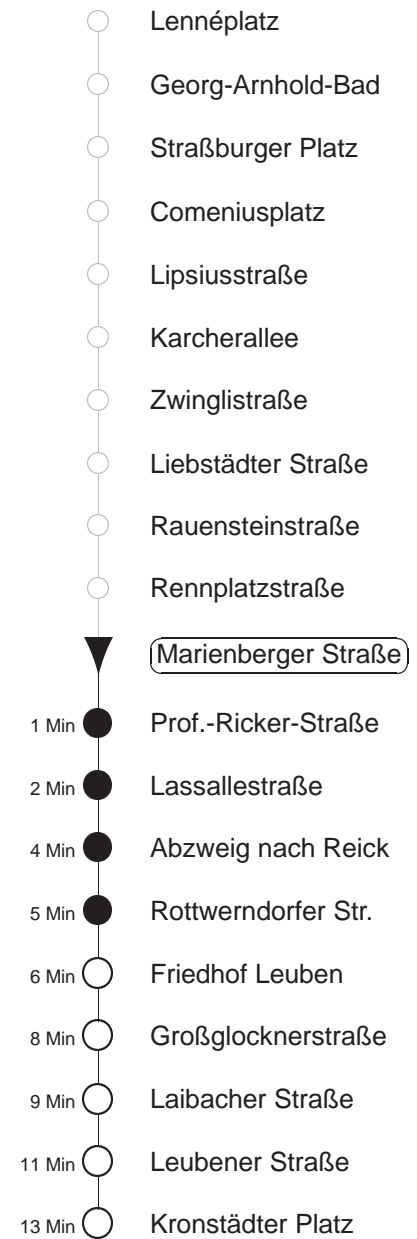 Lennéplatz
Georg-Arnhold-Bad
Straßburger Platz
Comeniusplatz
Lipsiusstraße
Karcherallee
Zwinglistraße
Liebstädter Straße
Rauensteinstraße
Rennplatzstraße
Marienberger Straße
1 Min Prof.-Ricker-Straße
2 Min Lassallestraße
4 Min Abzweig nach Reick
5 Min Rottwerndorfer Str.
6 Min Friedhof Leuben
8 Min Großglocknerstraße
9 Min Laibacher Straße
11 Min Leubener Straße
13 Min Kronstädter Platz